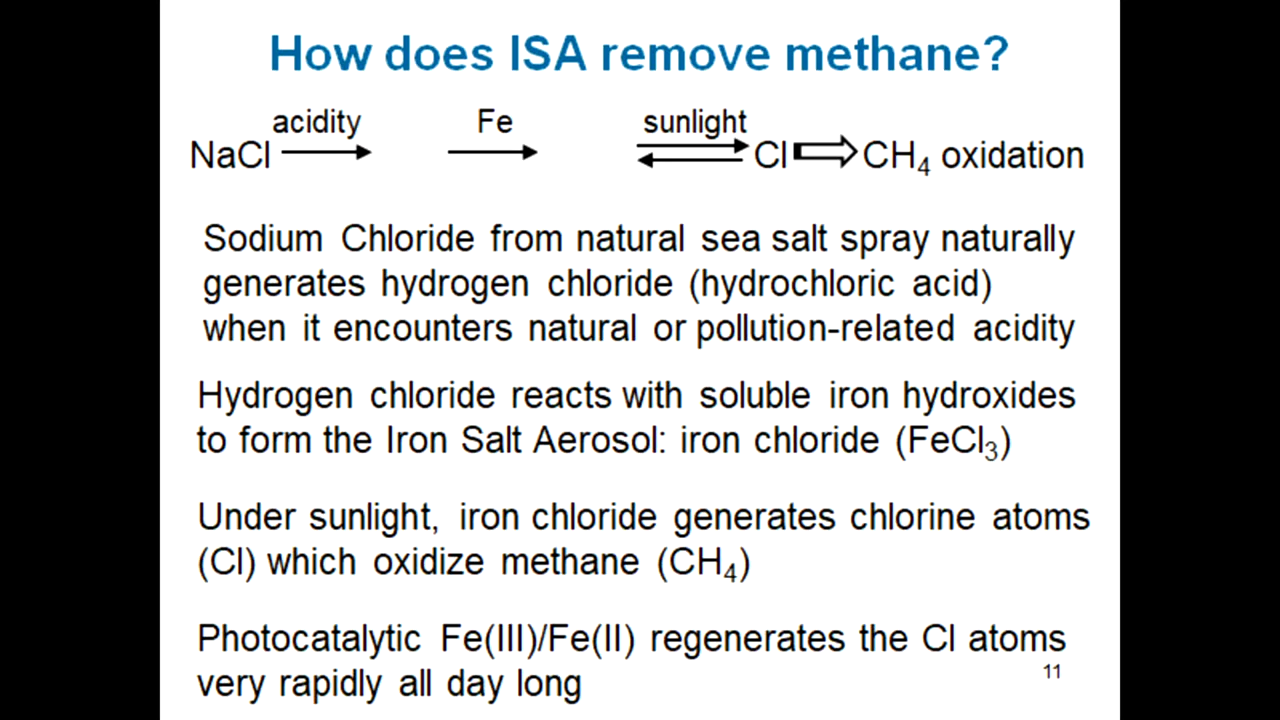 How does ISA remove methane?
acidity Fe sunlight
NaCl Cl CH₄ oxidation
Sodium Chloride from natural sea salt spray naturally
generates hydrogen chloride (hydrochloric acid)
when it encounters natural or pollution-related acidity
Hydrogen chloride reacts with soluble iron hydroxides
to form the Iron Salt Aerosol: iron chloride (FeCl₃)
Under sunlight, iron chloride generates chlorine atoms
(Cl) which oxidize methane (CH₄)
Photocatalytic Fe(III)/Fe(II) regenerates the Cl atoms
very rapidly all day long
11